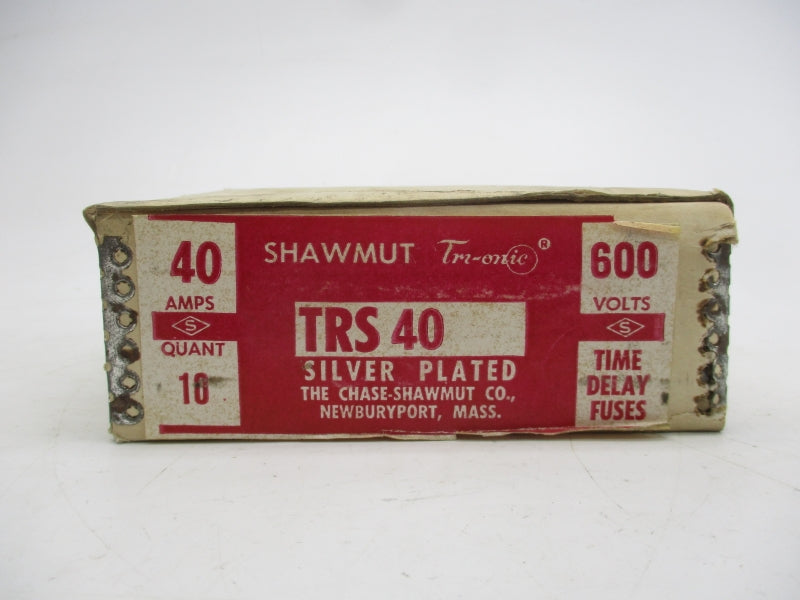 40
AMPS
S
QUANT
10
SHAWMUT Tri-onic ®
TRS 40
SILVER PLATED
THE CHASE-SHAWMUT CO.,
NEWBURYPORT, MASS.
600
VOLTS
S
TIME
DELAY
FUSES